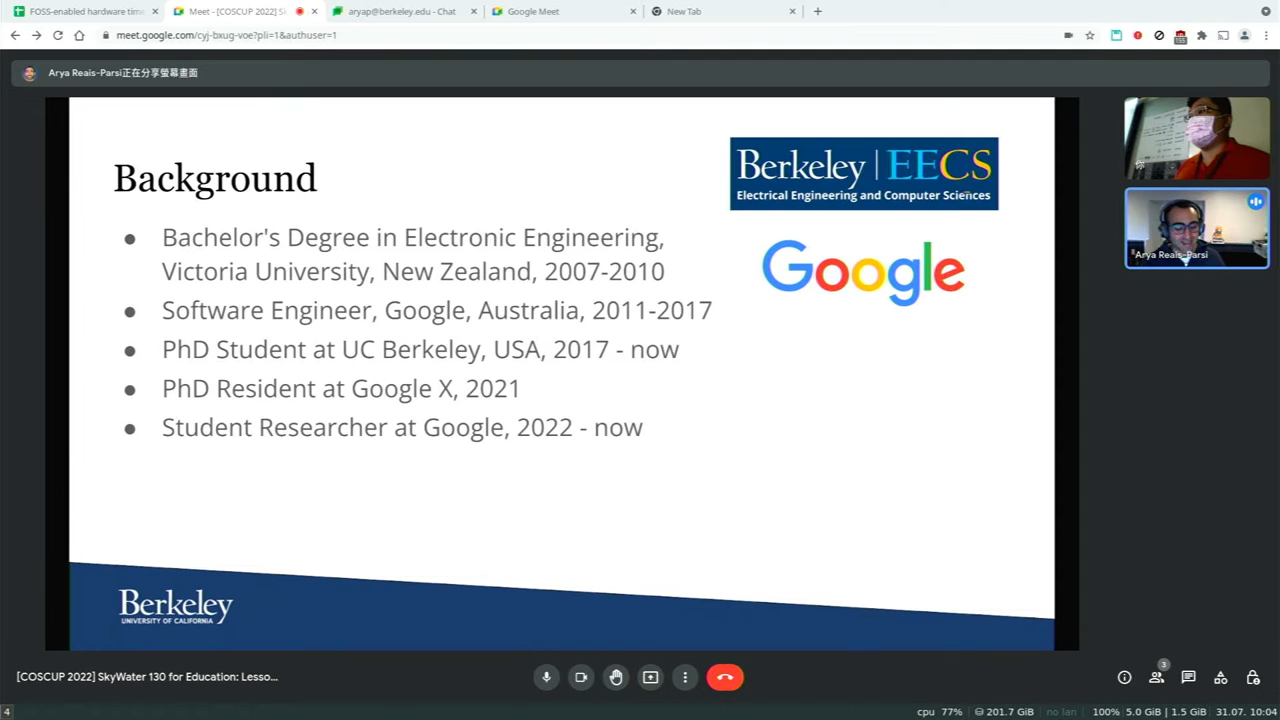 FOSS-enabled hardware time
Meet - [COSCUP 2022] Sk
aryap@berkeley.edu - Chat
Google Meet
New Tab
meet.google.com/cyj-bxug-voe?pli=1&authuser=1
155
Arya Reais-Parsi正在分享螢幕畫面
Background
Berkeley | EECS
Electrical Engineering and Computer Sciences
Google
● Bachelor's Degree in Electronic Engineering,
Victoria University, New Zealand, 2007-2010
● Software Engineer, Google, Australia, 2011-2017
● PhD Student at UC Berkeley, USA, 2017 - now
● PhD Resident at Google X, 2021
● Student Researcher at Google, 2022 - now
Arya Reais-Parsi
Berkeley
UNIVERSITY OF CALIFORNIA
[COSCUP 2022] SkyWater 130 for Education: Lesso...
3
4
cpu 77% 201.7 GiB no lan 100% 5.0 GiB | 1.5 GiB 31.07. 10:04